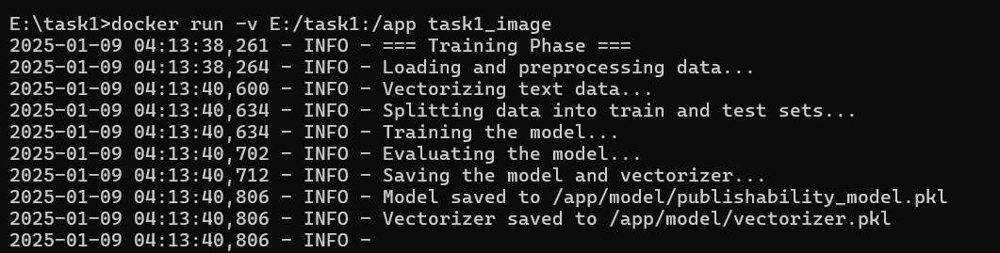 E:\task1>docker run -v E:/task1:/app task1_image
2025-01-09 04:13:38,261 - INFO - === Training Phase ===
2025-01-09 04:13:38,264 - INFO - Loading and preprocessing data...
2025-01-09 04:13:40,600 - INFO - Vectorizing text data...
2025-01-09 04:13:40,634 - INFO - Splitting data into train and test sets...
2025-01-09 04:13:40,634 - INFO - Training the model...
2025-01-09 04:13:40,702 - INFO - Evaluating the model...
2025-01-09 04:13:40,712 - INFO - Saving the model and vectorizer...
2025-01-09 04:13:40,806 - INFO - Model saved to /app/model/publishability_model.pkl
2025-01-09 04:13:40,806 - INFO - Vectorizer saved to /app/model/vectorizer.pkl
2025-01-09 04:13:40,806 - INFO -